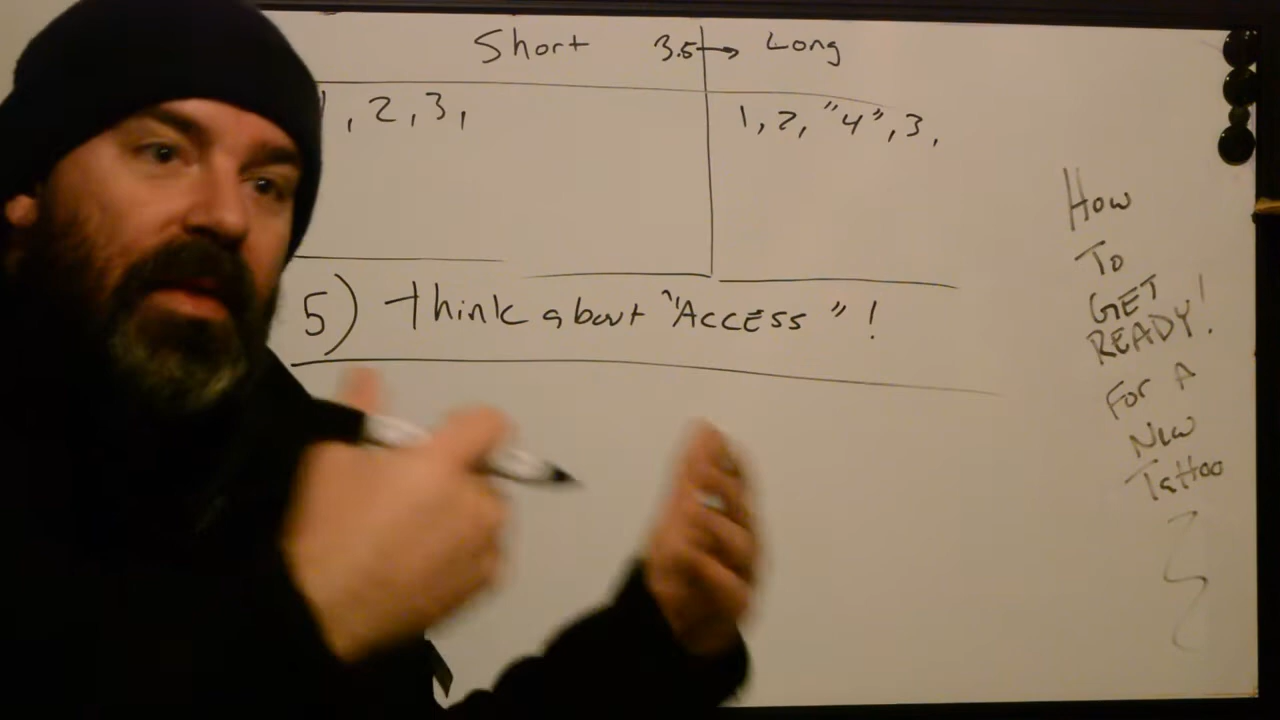 Short 3.5 → Long
1, 2, 3,
1, 2, "4", 3,
5) think about "Access"!
How
To
GET
READY!
For A
New
Tattoo